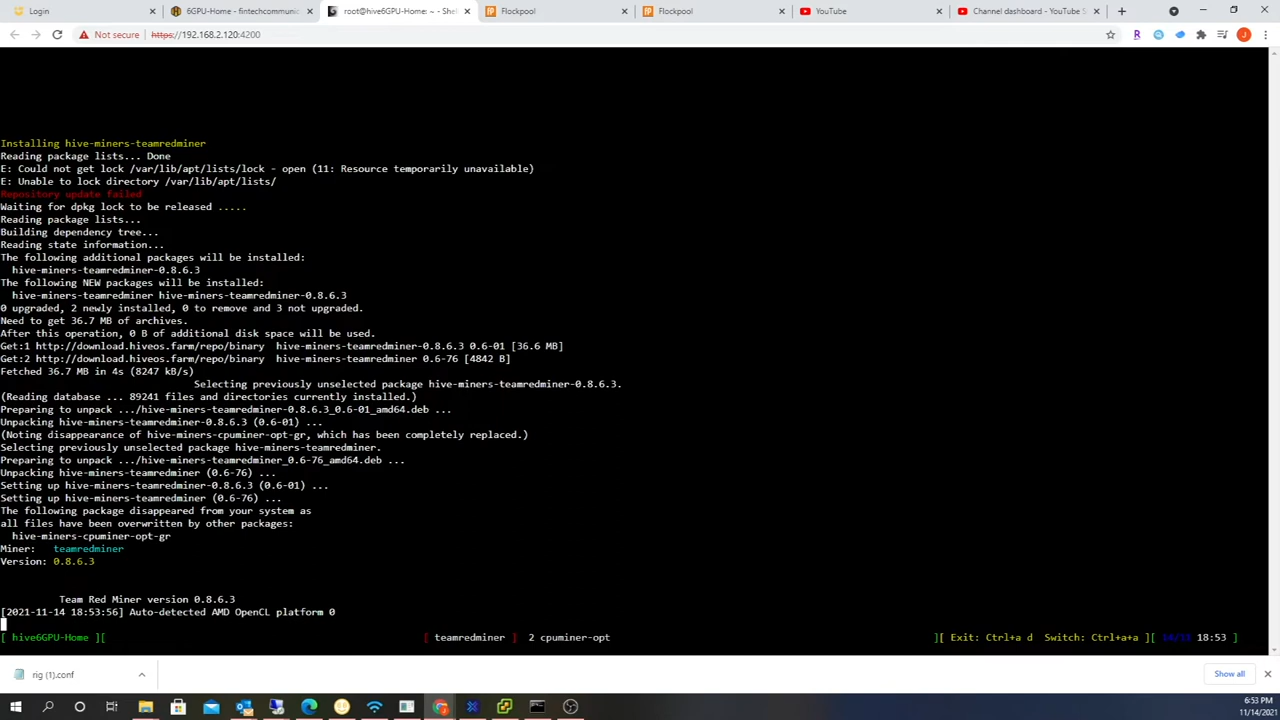 Login
6GPU-Home - fintechcommunic
root@hive6GPU-Home: ~ - She
Flockpool
Flockpool
YouTube
Channel dashboard - YouTube S
Not secure
https://192.168.2.120:4200
R
J
Installing hive-miners-teamredminer
Reading package lists... Done
E: Could not get lock /var/lib/apt/lists/lock - open (11: Resource temporarily unavailable)
E: Unable to lock directory /var/lib/apt/lists/
Repository update failed
Waiting for dpkg lock to be released .....
Reading package lists...
Building dependency tree...
Reading state information...
The following additional packages will be installed:
hive-miners-teamredminer-0.8.6.3
The following NEW packages will be installed:
hive-miners-teamredminer hive-miners-teamredminer-0.8.6.3
0 upgraded, 2 newly installed, 0 to remove and 3 not upgraded.
Need to get 36.7 MB of archives.
After this operation, 0 B of additional disk space will be used.
Get:1 http://download.hiveos.farm/repo/binary  hive-miners-teamredminer-0.8.6.3 0.6-01 [36.6 MB]
Get:2 http://download.hiveos.farm/repo/binary  hive-miners-teamredminer 0.6-76 [4842 B]
Fetched 36.7 MB in 4s (8247 kB/s)
Selecting previously unselected package hive-miners-teamredminer-0.8.6.3.
(Reading database ... 89241 files and directories currently installed.)
Preparing to unpack .../hive-miners-teamredminer-0.8.6.3_0.6-01_amd64.deb ...
Unpacking hive-miners-teamredminer-0.8.6.3 (0.6-01) ...
(Noting disappearance of hive-miners-cpuminer-opt-gr, which has been completely replaced.)
Selecting previously unselected package hive-miners-teamredminer.
Preparing to unpack .../hive-miners-teamredminer_0.6-76_amd64.deb ...
Unpacking hive-miners-teamredminer (0.6-76) ...
Setting up hive-miners-teamredminer-0.8.6.3 (0.6-01) ...
Setting up hive-miners-teamredminer (0.6-76) ...
The following package disappeared from your system as
all files have been overwritten by other packages:
hive-miners-cpuminer-opt-gr
Miner:   teamredminer
Version: 0.8.6.3
Team Red Miner version 0.8.6.3
[2021-11-14 18:53:56] Auto-detected AMD OpenCL platform 0
[ hive6GPU-Home ][ [ teamredminer ] 2 cpuminer-opt ][ Exit: Ctrl+a d  Switch: Ctrl+a+a ][ 14/11 18:53 ]
rig (1).conf
Show all
6:53 PM
11/14/2021